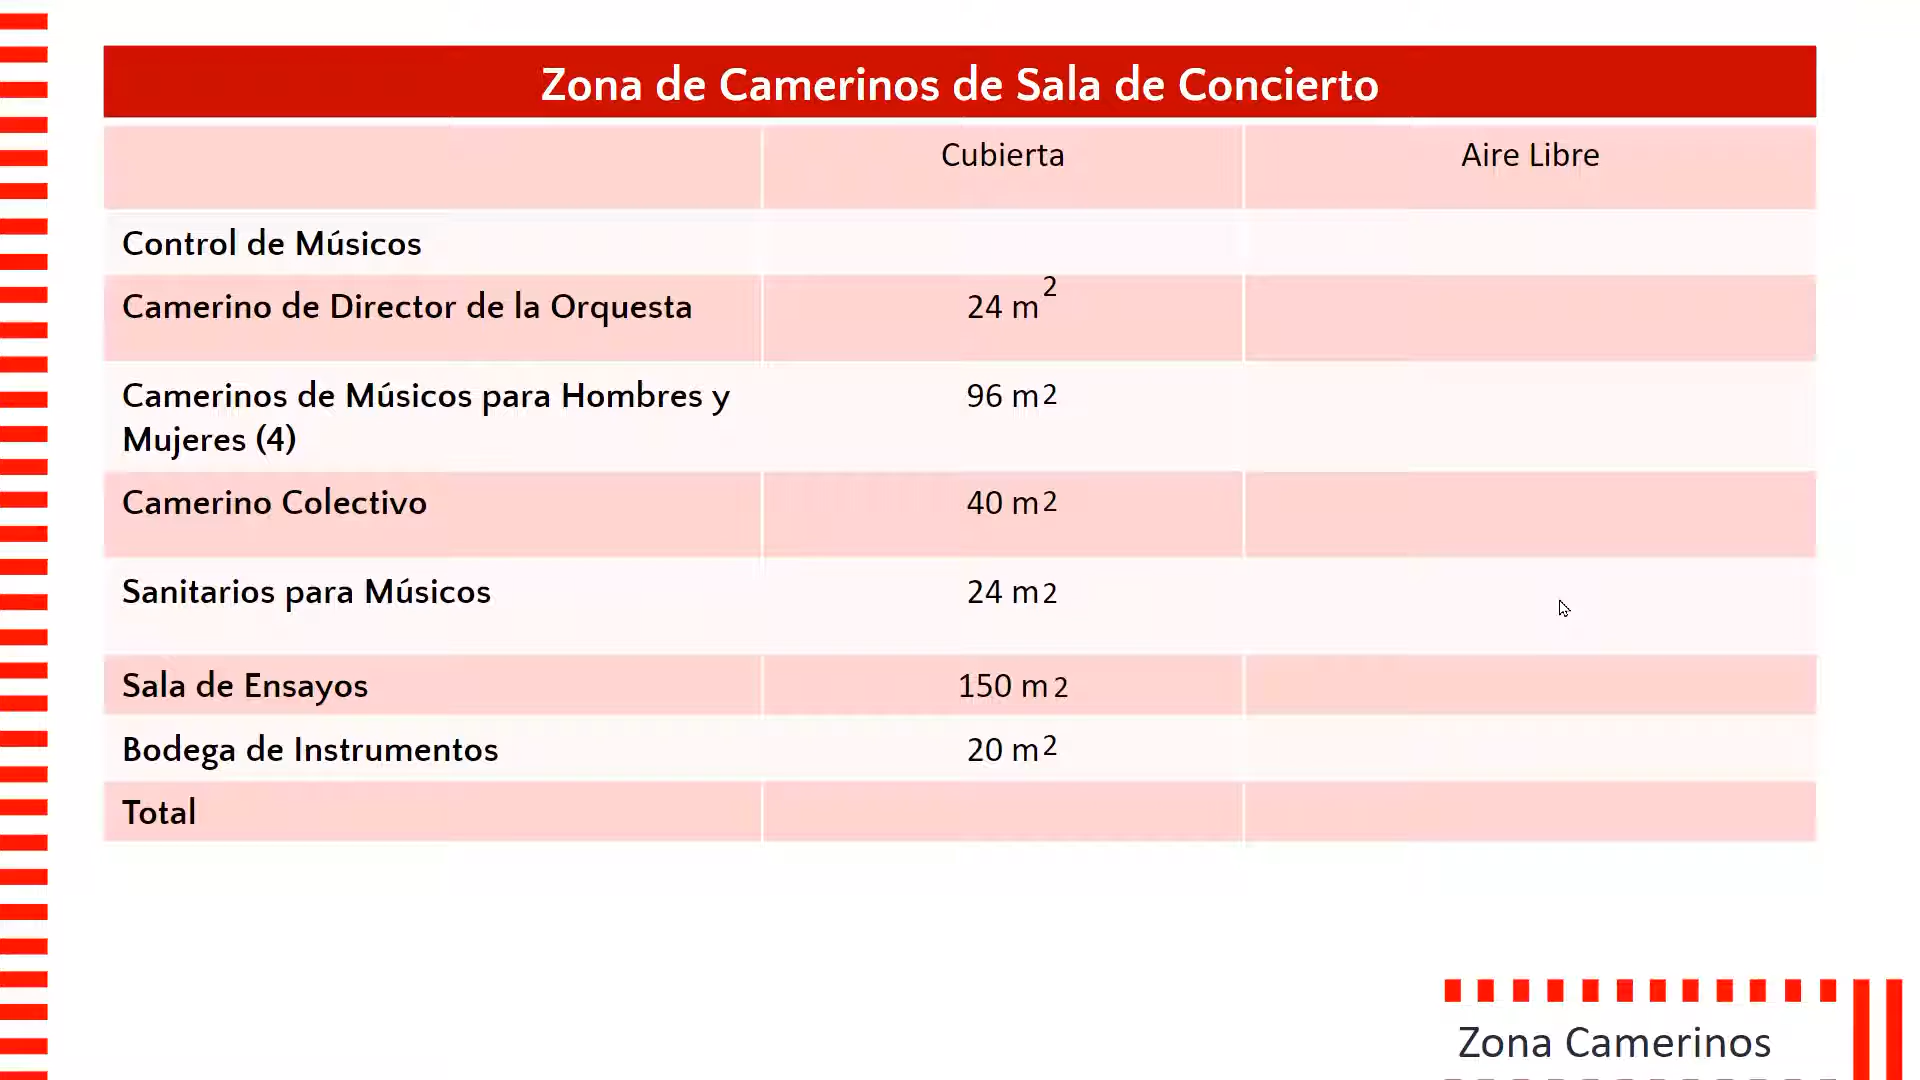 Zona de Camerinos de Sala de Concierto
Cubierta Aire Libre
Control de Músicos
Camerino de Director de la Orquesta 24 m²
Camerinos de Músicos para Hombres y 96 m2
Mujeres (4)
Camerino Colectivo 40 m2
Sanitarios para Músicos 24 m2
Sala de Ensayos 150 m2
Bodega de Instrumentos 20 m2
Total
Zona Camerinos